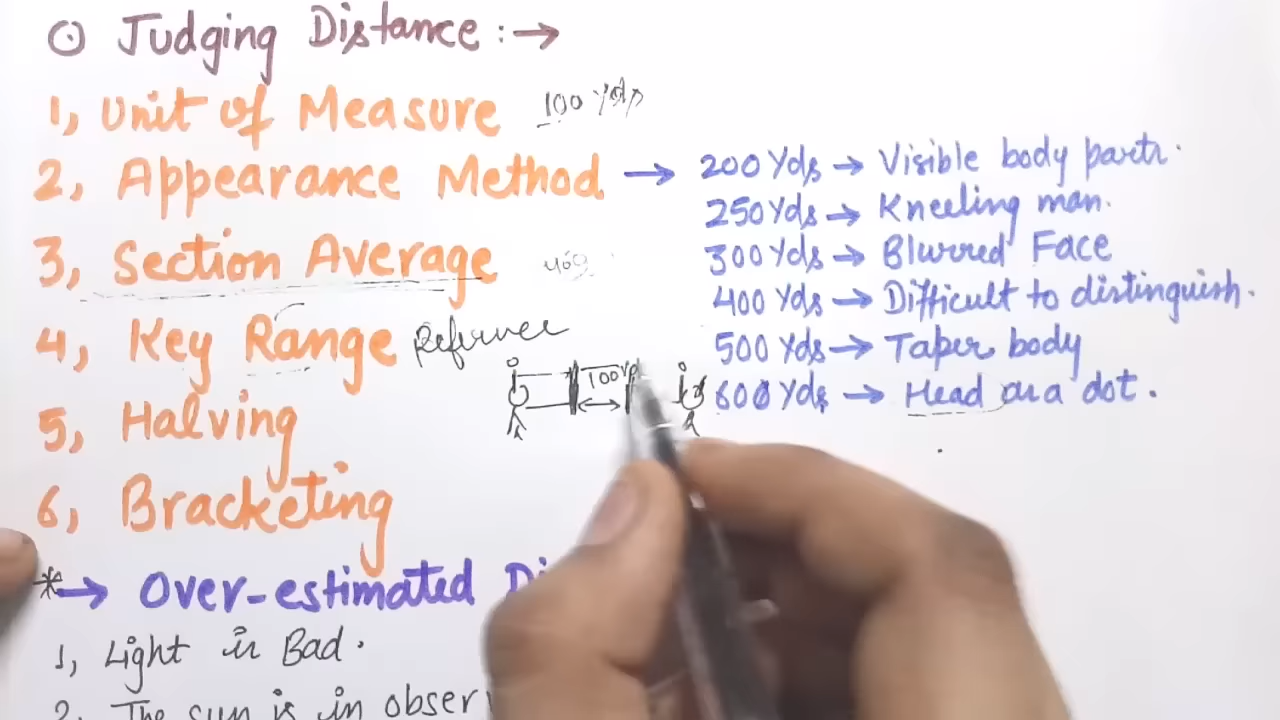 ⊙ Judging Distance :→
1, Unit of Measure 100 Yds
2, Appearance Method → 200 Yds → Visible body parts.
250 Yds → Kneeling man.
3, Section Average 400
300 Yds → Blurred Face
400 Yds → Difficult to distinguish.
4, Key Range Refrence
500 Yds → Taper body
100 Yds
600 Yds → Head as a dot.
5, Halving
6, Bracketing
*→ Over-estimated
1, Light is Bad.
2. The sun is in